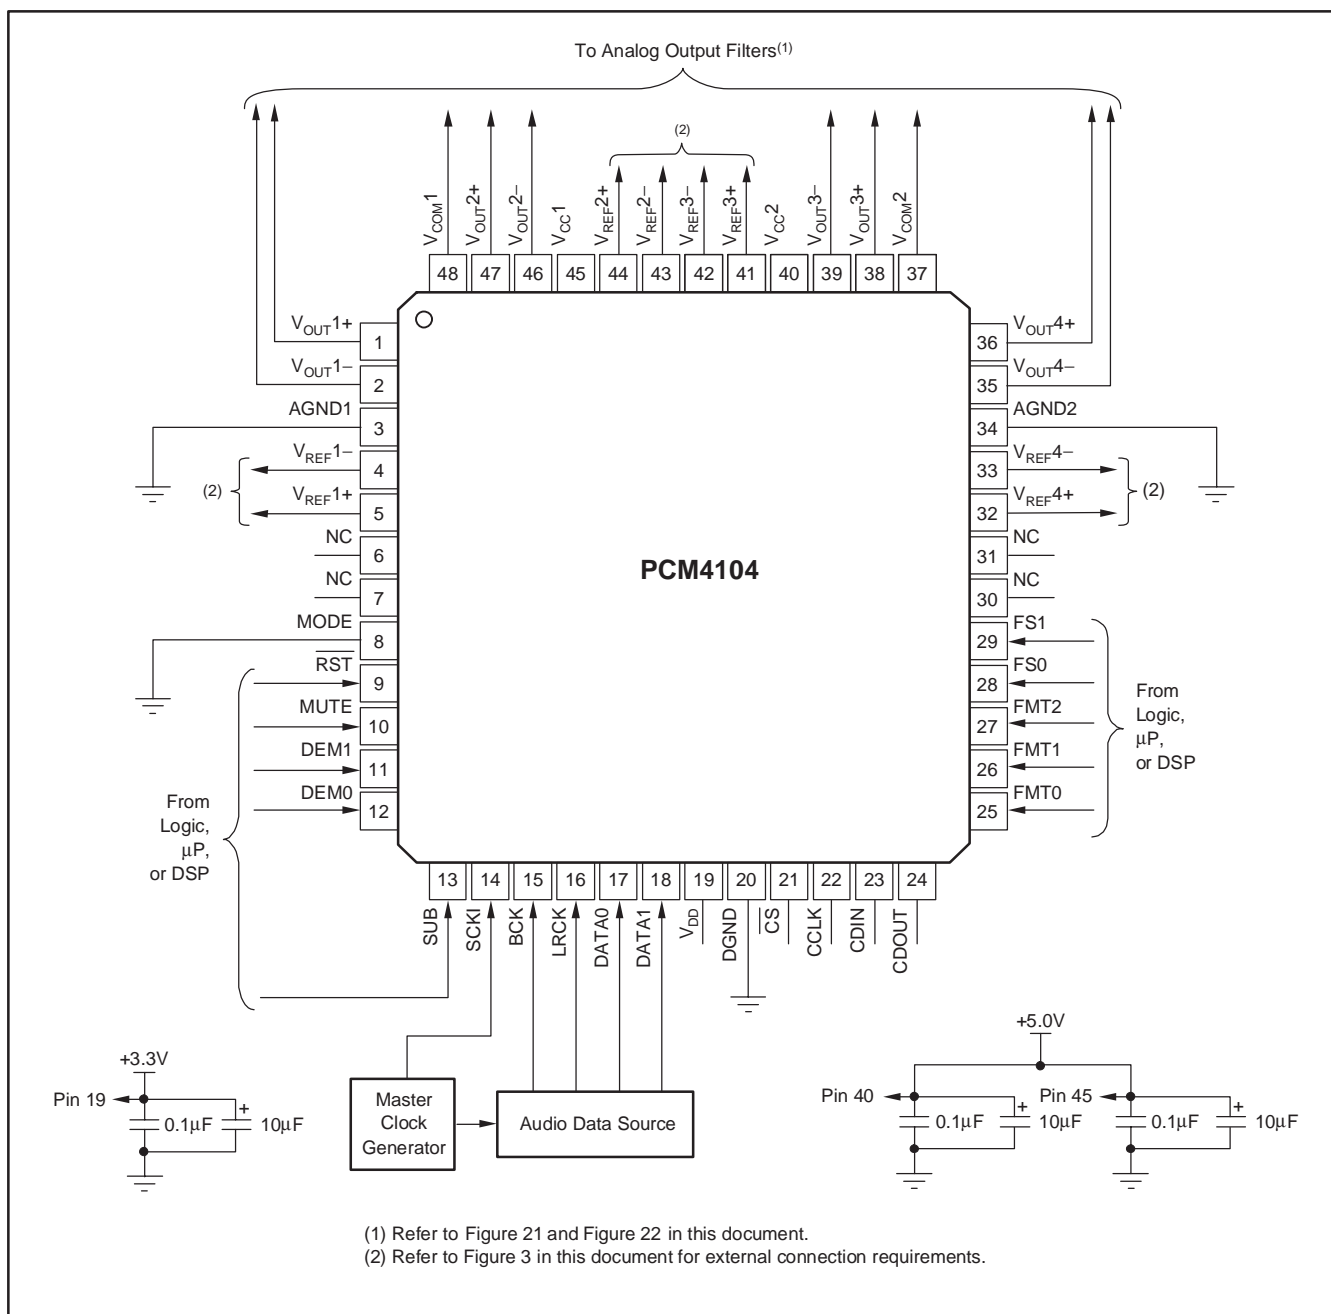 To Analog Output Filters(1)
(2)
VCOM1
VOUT2+
VOUT2−
VCC1
VREF2+
VREF2−
VREF3−
VREF3+
VCC2
VOUT3−
VOUT3+
VCOM2
48 47 46 45 44 43 42 41 40 39 38 37
VOUT1+ 1
VOUT1− 2
AGND1 3
VREF1− 4
(2)
VREF1+ 5
NC 6
NC 7
MODE 8
RST 9
MUTE 10
DEM1 11
DEM0 12
From
Logic,
μP,
or DSP
PCM4104
36 VOUT4+
35 VOUT4−
34 AGND2
33 VREF4−
(2)
32 VREF4+
31 NC
30 NC
29 FS1
28 FS0
27 FMT2
26 FMT1
25 FMT0
From
Logic,
μP,
or DSP
13 14 15 16 17 18 19 20 21 22 23 24
SUB
SCKI
BCK
LRCK
DATA0
DATA1
VDD
DGND
CS
CCLK
CDIN
CDOUT
+3.3V
Pin 19
0.1μF
+
10μF
Master
Clock
Generator
Audio Data Source
+5.0V
Pin 40
0.1μF
+
10μF
Pin 45
0.1μF
+
10μF
(1) Refer to Figure 21 and Figure 22 in this document.
(2) Refer to Figure 3 in this document for external connection requirements.